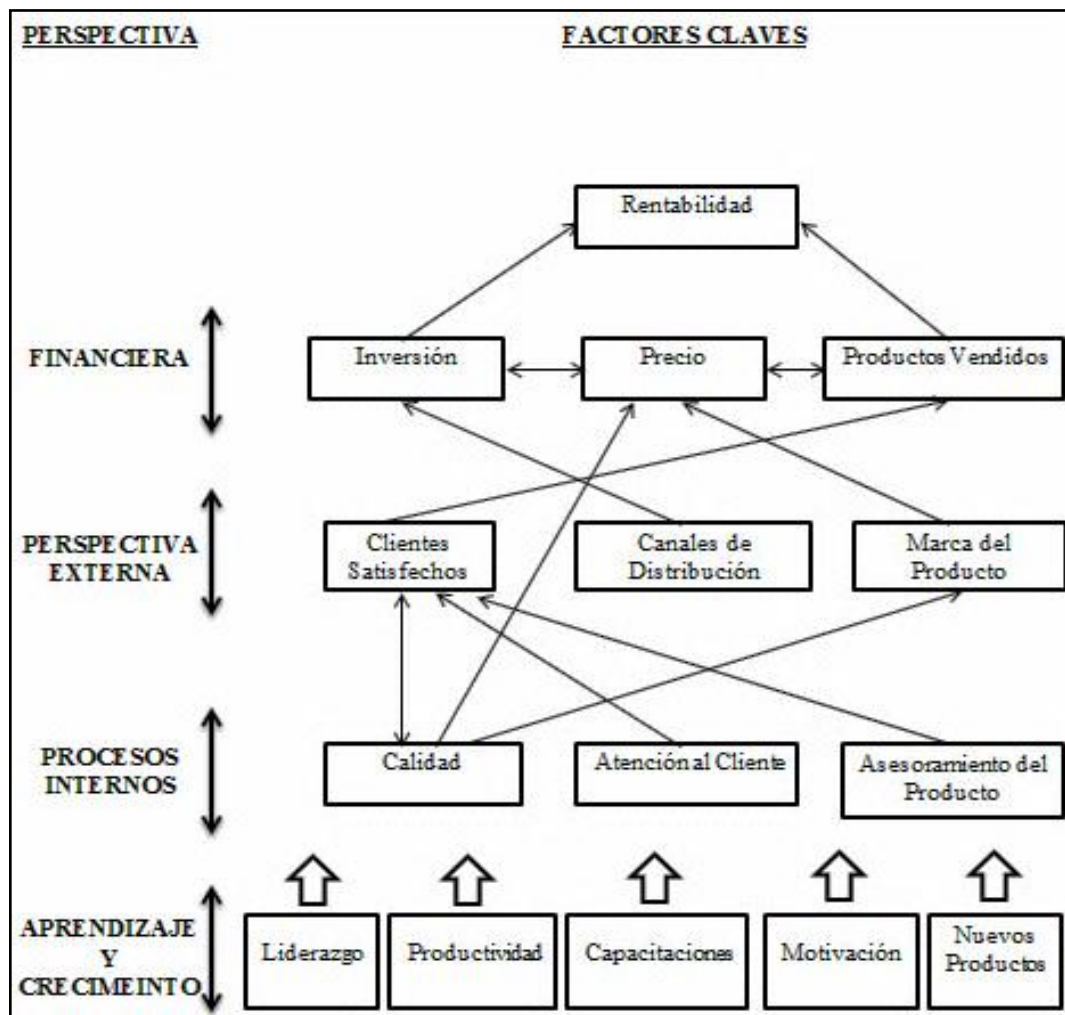 PERSPECTIVA
FACTORES CLAVES
Rentabilidad
FINANCIERA
Inversión
Precio
Productos Vendidos
PERSPECTIVA
EXTERNA
Clientes
Satisfechos
Canales de
Distribución
Marca del
Producto
PROCESOS
INTERNOS
Calidad
Atención al Cliente
Asesoramiento del
Producto
APRENDIZAJE
Y
CRECIMEINTO
Liderazgo
Productividad
Capacitaciones
Motivación
Nuevos
Productos